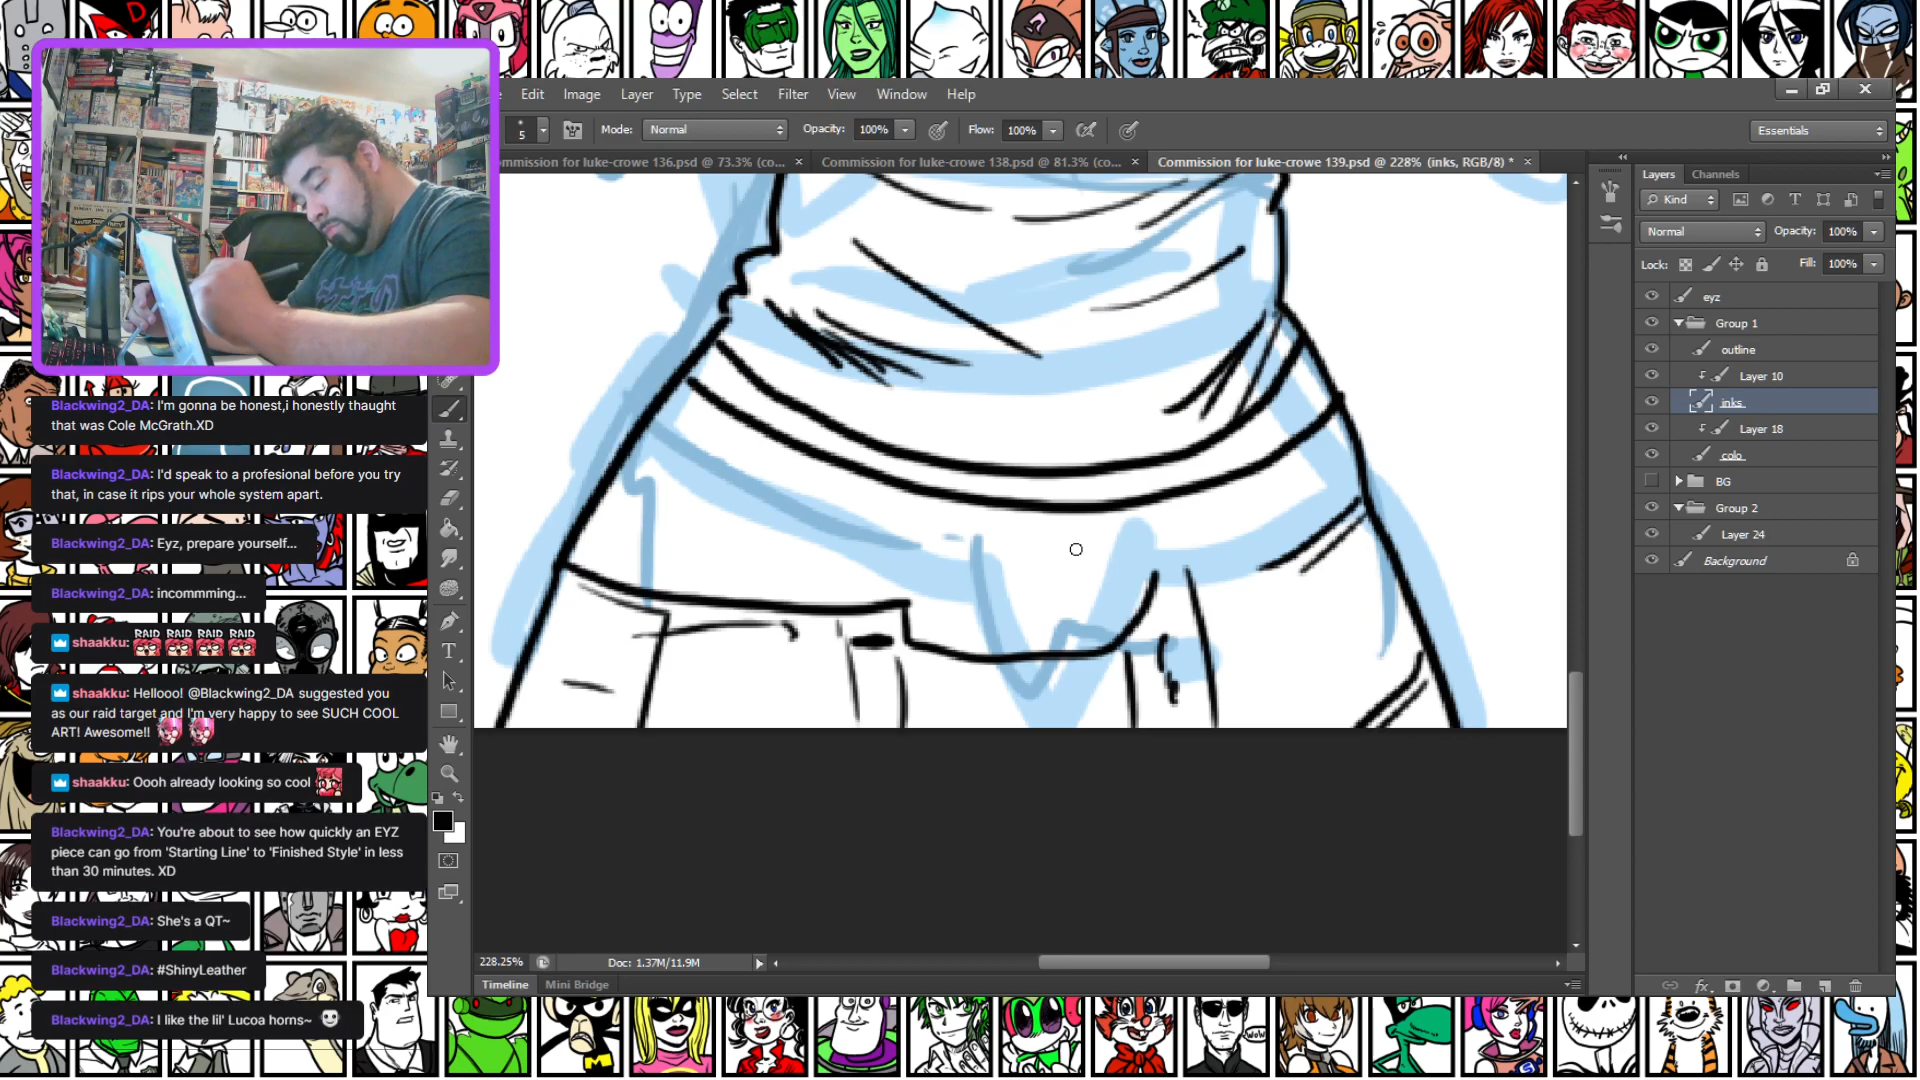 Edit Image Layer Type Select Filter View Window Help
5 Mode: Normal Opacity: 100% Flow: 100% Essentials
Commission for luke-crowe 136.psd @ 73.3% (co... × Commission for luke-crowe 138.psd @ 81.3% (co... × Commission for luke-crowe 139.psd @ 228% (inks, RGB/8) * ×
Layers Channels
Kind
Normal Opacity: 100%
Lock: Fill: 100%
eyz
Group 1
outline
Layer 10
inks
Layer 18
colo
BG
Group 2
Layer 24
Background
Blackwing2_DA: I'm gonna be honest,i honestly thaught
that was Cole McGrath.XD
Blackwing2_DA: I'd speak to a profesional before you try
that, in case it rips your whole system apart.
Blackwing2_DA: Eyz, prepare yourself...
Blackwing2_DA: incommming...
shaakku: RAID RAID RAID RAID
shaakku: Hellooo! @Blackwing2_DA suggested you
as our raid target and I'm very happy to see SUCH COOL
ART! Awesome!!
shaakku: Oooh already looking so cool
Blackwing2_DA: You're about to see how quickly an EYZ
piece can go from 'Starting Line' to 'Finished Style' in less
than 30 minutes. XD
Blackwing2_DA: She's a QT~
Blackwing2_DA: #ShinyLeather
Blackwing2_DA: I like the lil' Lucoa horns~
228.25% Doc: 1.37M/11.9M
Timeline Mini Bridge
WOW